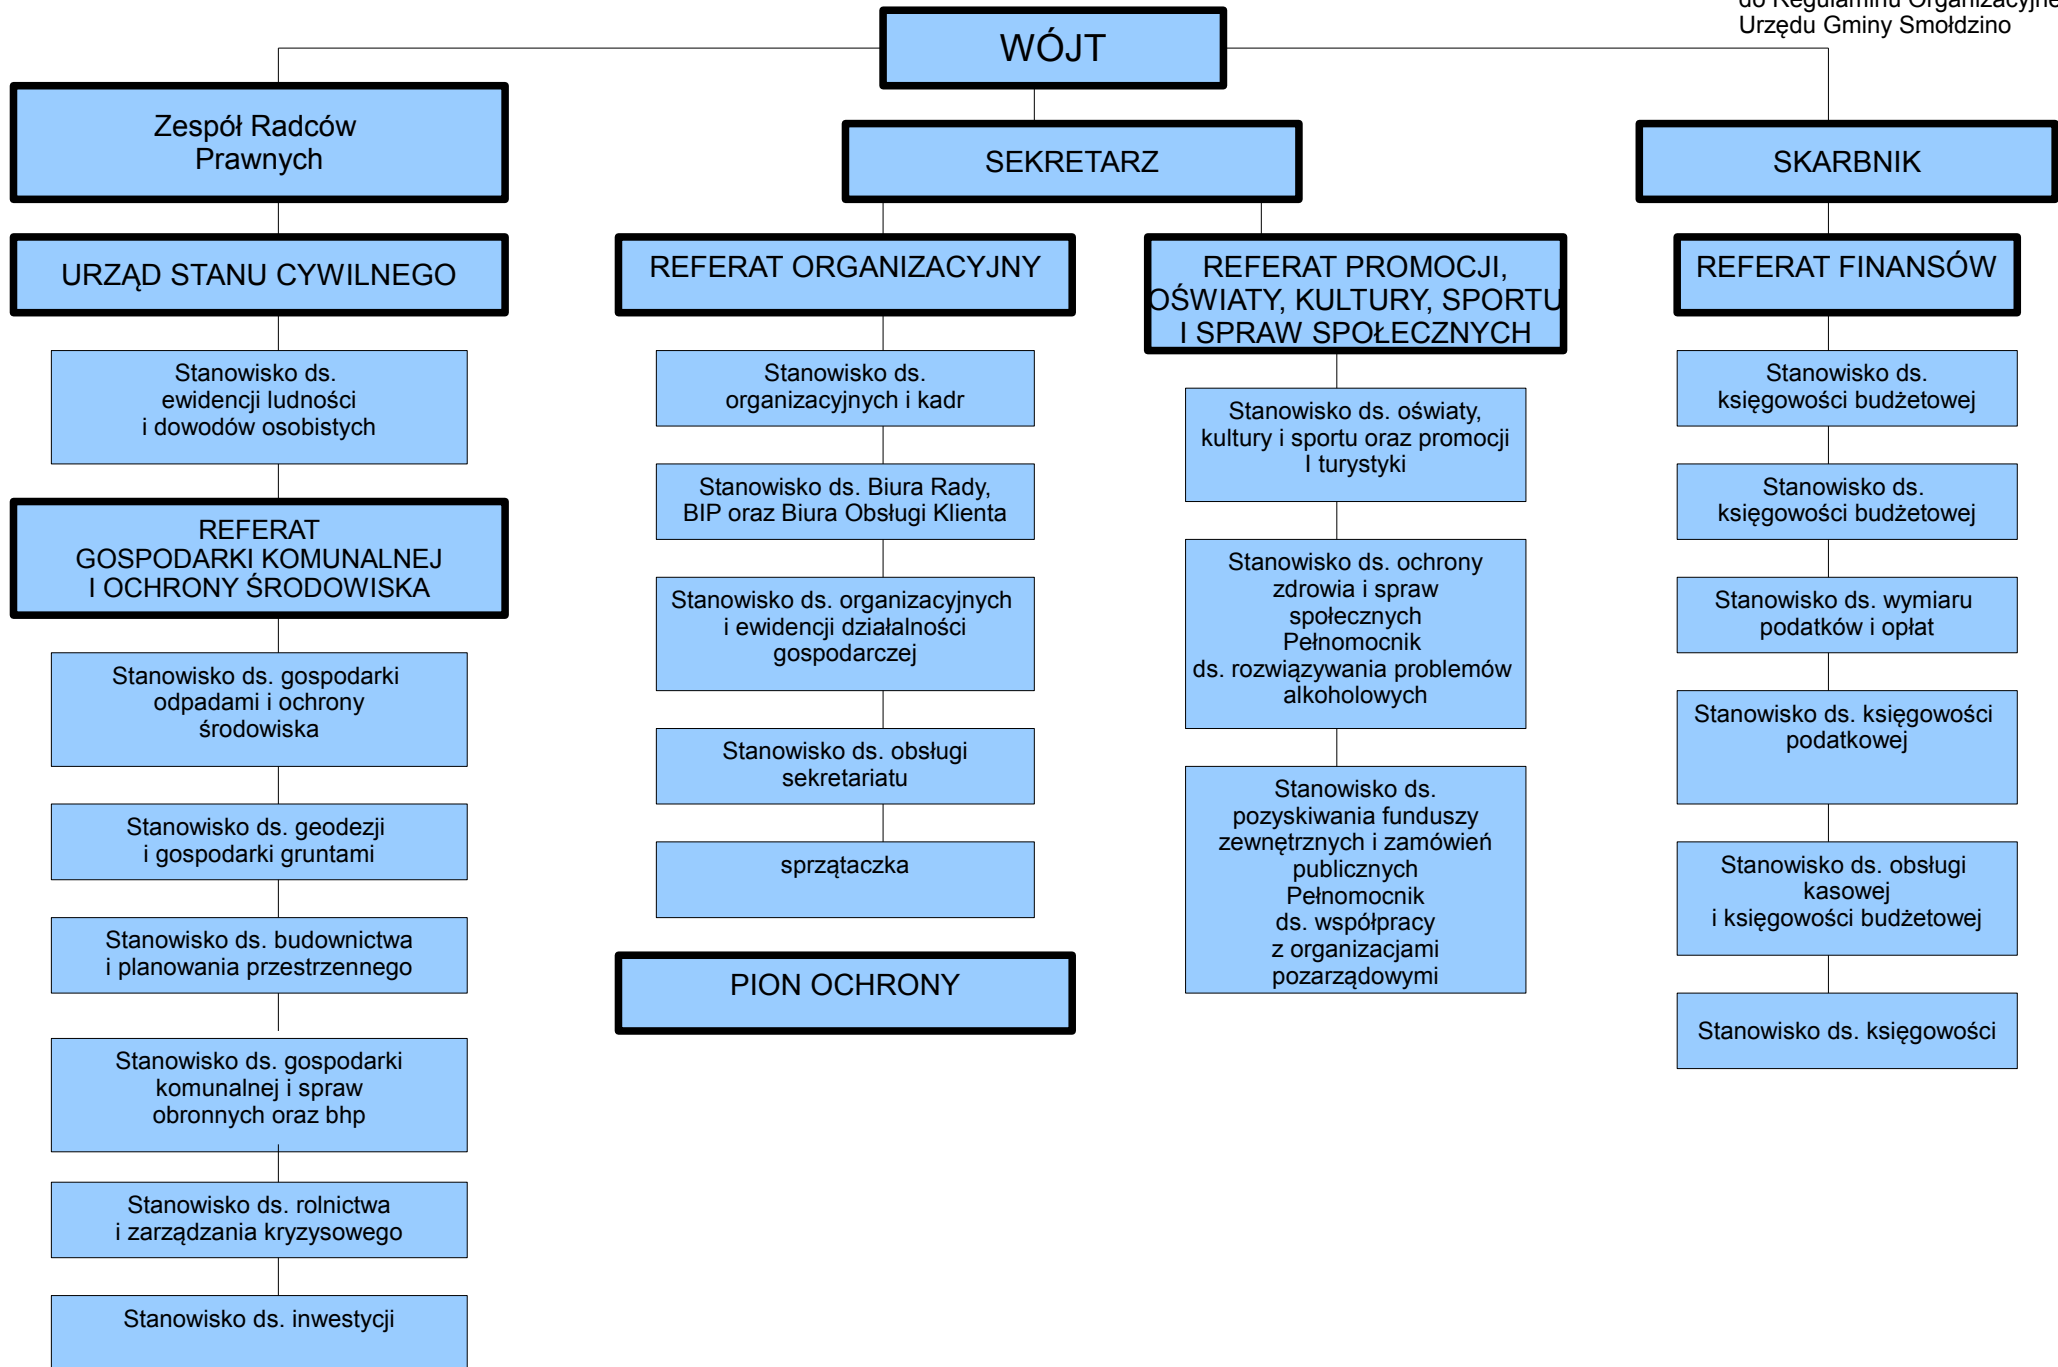 do Regulaminu Organizacyjne
Urzędu Gminy Smołdzino
WÓJT
Zespół Radców
Prawnych
SEKRETARZ
SKARBNIK
URZĄD STANU CYWILNEGO
Stanowisko ds.
ewidencji ludności
i dowodów osobistych
REFERAT
GOSPODARKI KOMUNALNEJ
I OCHRONY ŚRODOWISKA
Stanowisko ds. gospodarki
odpadami i ochrony
środowiska
Stanowisko ds. geodezji
i gospodarki gruntami
Stanowisko ds. budownictwa
i planowania przestrzennego
Stanowisko ds. gospodarki
komunalnej i spraw
obronnych oraz bhp
Stanowisko ds. rolnictwa
i zarządzania kryzysowego
Stanowisko ds. inwestycji
REFERAT ORGANIZACYJNY
Stanowisko ds.
organizacyjnych i kadr
Stanowisko ds. Biura Rady,
BIP oraz Biura Obsługi Klienta
Stanowisko ds. organizacyjnych
i ewidencji działalności
gospodarczej
Stanowisko ds. obsługi
sekretariatu
sprzątaczka
PION OCHRONY
REFERAT PROMOCJI,
OŚWIATY, KULTURY, SPORTU
I SPRAW SPOŁECZNYCH
Stanowisko ds. oświaty,
kultury i sportu oraz promocji
I turystyki
Stanowisko ds. ochrony
zdrowia i spraw
społecznych
Pełnomocnik
ds. rozwiązywania problemów
alkoholowych
Stanowisko ds.
pozyskiwania funduszy
zewnętrznych i zamówień
publicznych
Pełnomocnik
ds. współpracy
z organizacjami
pozarządowymi
REFERAT FINANSÓW
Stanowisko ds.
księgowości budżetowej
Stanowisko ds.
księgowości budżetowej
Stanowisko ds. wymiaru
podatków i opłat
Stanowisko ds. księgowości
podatkowej
Stanowisko ds. obsługi
kasowej
i księgowości budżetowej
Stanowisko ds. księgowości